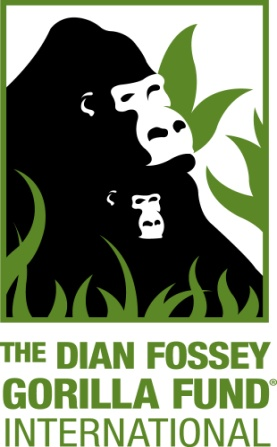 THE DIAN FOSSEY
GORILLA FUND®
INTERNATIONAL